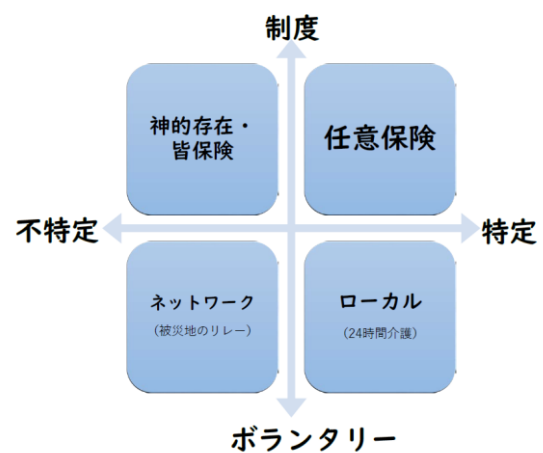 制度
神的存在・
皆保険
任意保険
不特定
特定
ネットワーク
（被災地のリレー）
ローカル
（24時間介護）
ボランタリー